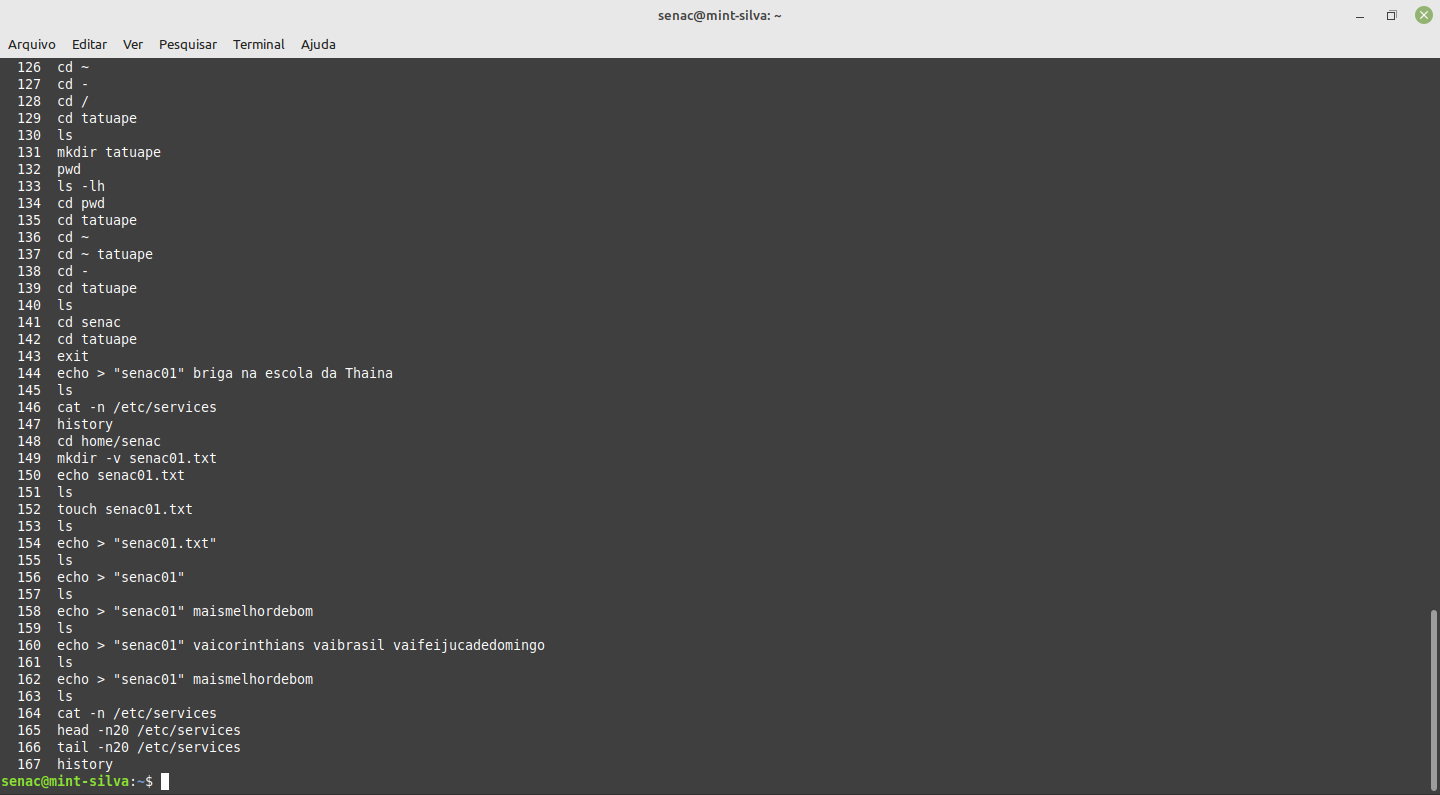 senac@mint-silva: ~
Arquivo Editar Ver Pesquisar Terminal Ajuda
126 cd ~
127 cd -
128 cd /
129 cd tatuape
130 ls
131 mkdir tatuape
132 pwd
133 ls -lh
134 cd pwd
135 cd tatuape
136 cd ~
137 cd ~ tatuape
138 cd -
139 cd tatuape
140 ls
141 cd senac
142 cd tatuape
143 exit
144 echo > "senac01" briga na escola da Thaina
145 ls
146 cat -n /etc/services
147 history
148 cd home/senac
149 mkdir -v senac01.txt
150 echo senac01.txt
151 ls
152 touch senac01.txt
153 ls
154 echo > "senac01.txt"
155 ls
156 echo > "senac01"
157 ls
158 echo > "senac01" maismelhordebom
159 ls
160 echo > "senac01" vaicorinthians vaibrasil vaifeijucadedomingo
161 ls
162 echo > "senac01" maismelhordebom
163 ls
164 cat -n /etc/services
165 head -n20 /etc/services
166 tail -n20 /etc/services
167 history
senac@mint-silva:~$